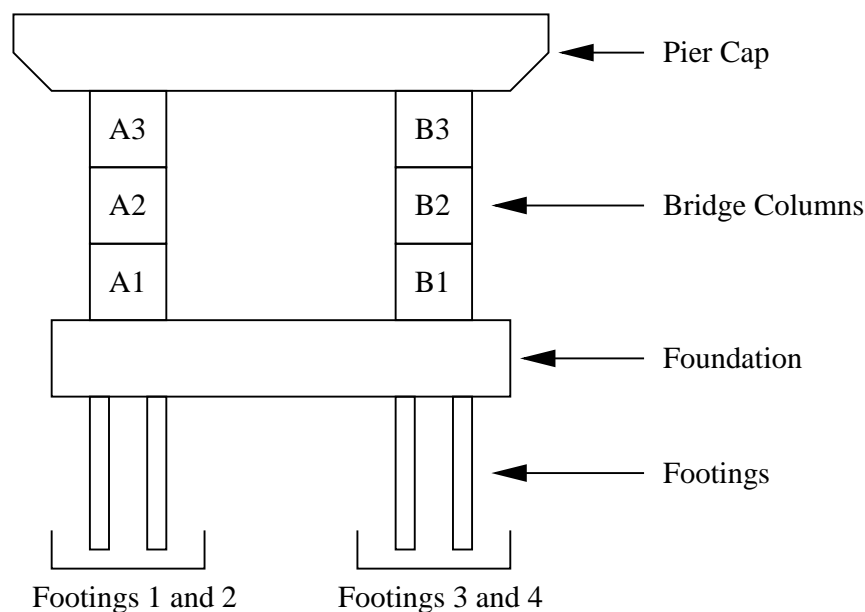 Pier Cap
A3
B3
A2
B2
Bridge Columns
A1
B1
Foundation
Footings
Footings 1 and 2
Footings 3 and 4